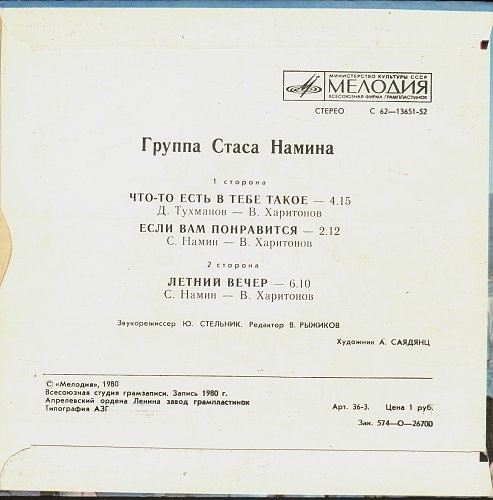 МИНИСТЕРСТВО КУЛЬТУРЫ СССР
МЕЛОДИЯ
ВСЕСОЮЗНАЯ ФИРМА ГРАМПЛАСТИНОК
СТЕРЕО С 62—13651-52
Группа Стаса Намина
1 сторона
ЧТО-ТО ЕСТЬ В ТЕБЕ ТАКОЕ — 4.15
Д. Тухманов — В. Харитонов
ЕСЛИ ВАМ ПОНРАВИТСЯ — 2.12
С. Намин — В. Харитонов
2 сторона
ЛЕТНИЙ ВЕЧЕР — 6.10
С. Намин — В. Харитонов
Звукорежиссер Ю. СТЕЛЬНИК. Редактор В. РЫЖИКОВ
Художник А. САЯДЯНЦ
© «Мелодия», 1980
Всесоюзная студия грамзаписи. Запись 1980 г.
Апрелевский ордена Ленина завод грампластинок
Типография АЗГ
Арт. 36-3. Цена 1 руб.
Зак. 574—О—26700